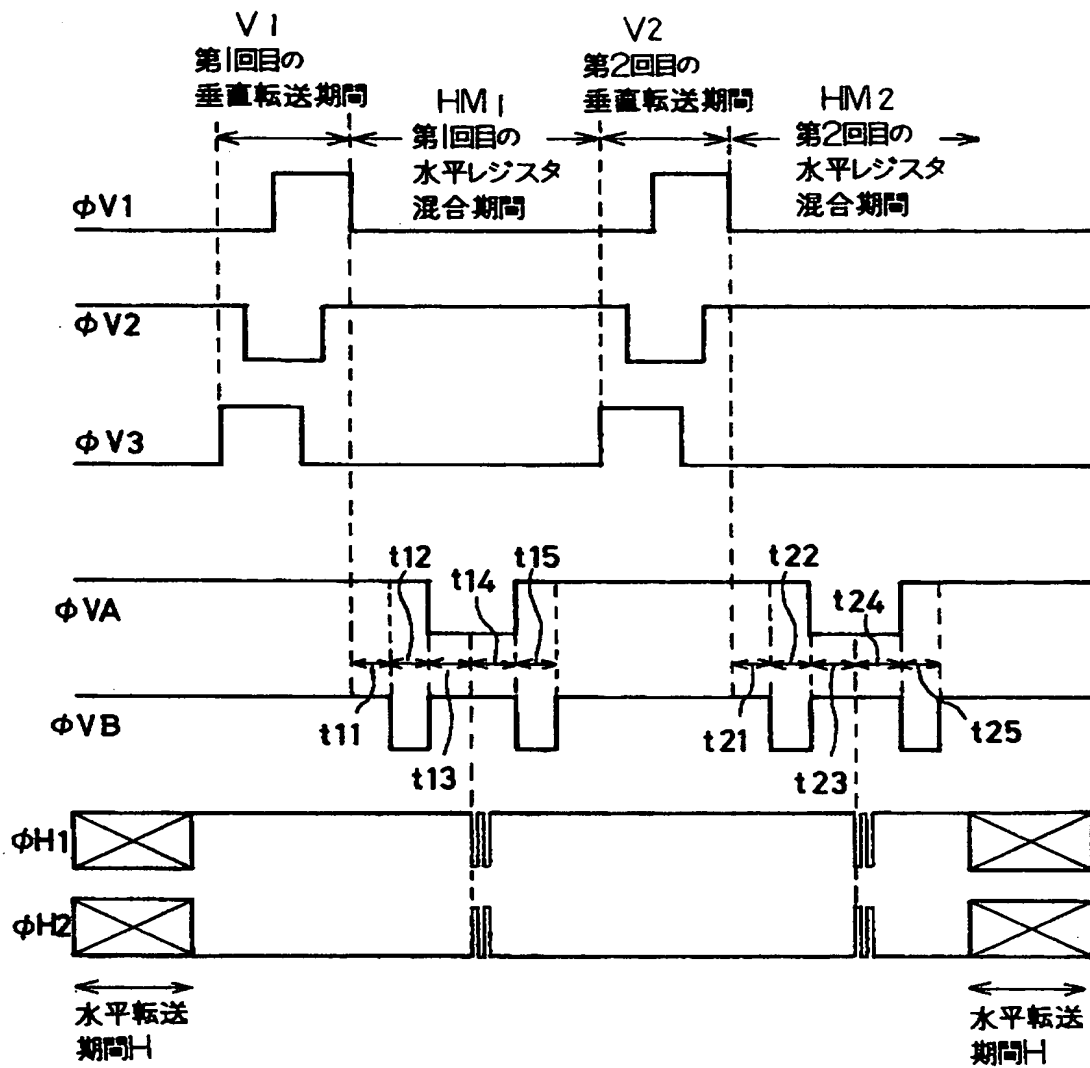 V1
第1回目の
垂直転送期間
HM1
第1回目の
水平レジスタ
混合期間
V2
第2回目の
垂直転送期間
HM2
第2回目の
水平レジスタ
混合期間
φV1
φV2
φV3
t12
t14
t15
t22
t24
φVA
φVB
t11
t13
t21
t23
t25
φH1
φH2
水平転送
期間H
水平転送
期間H